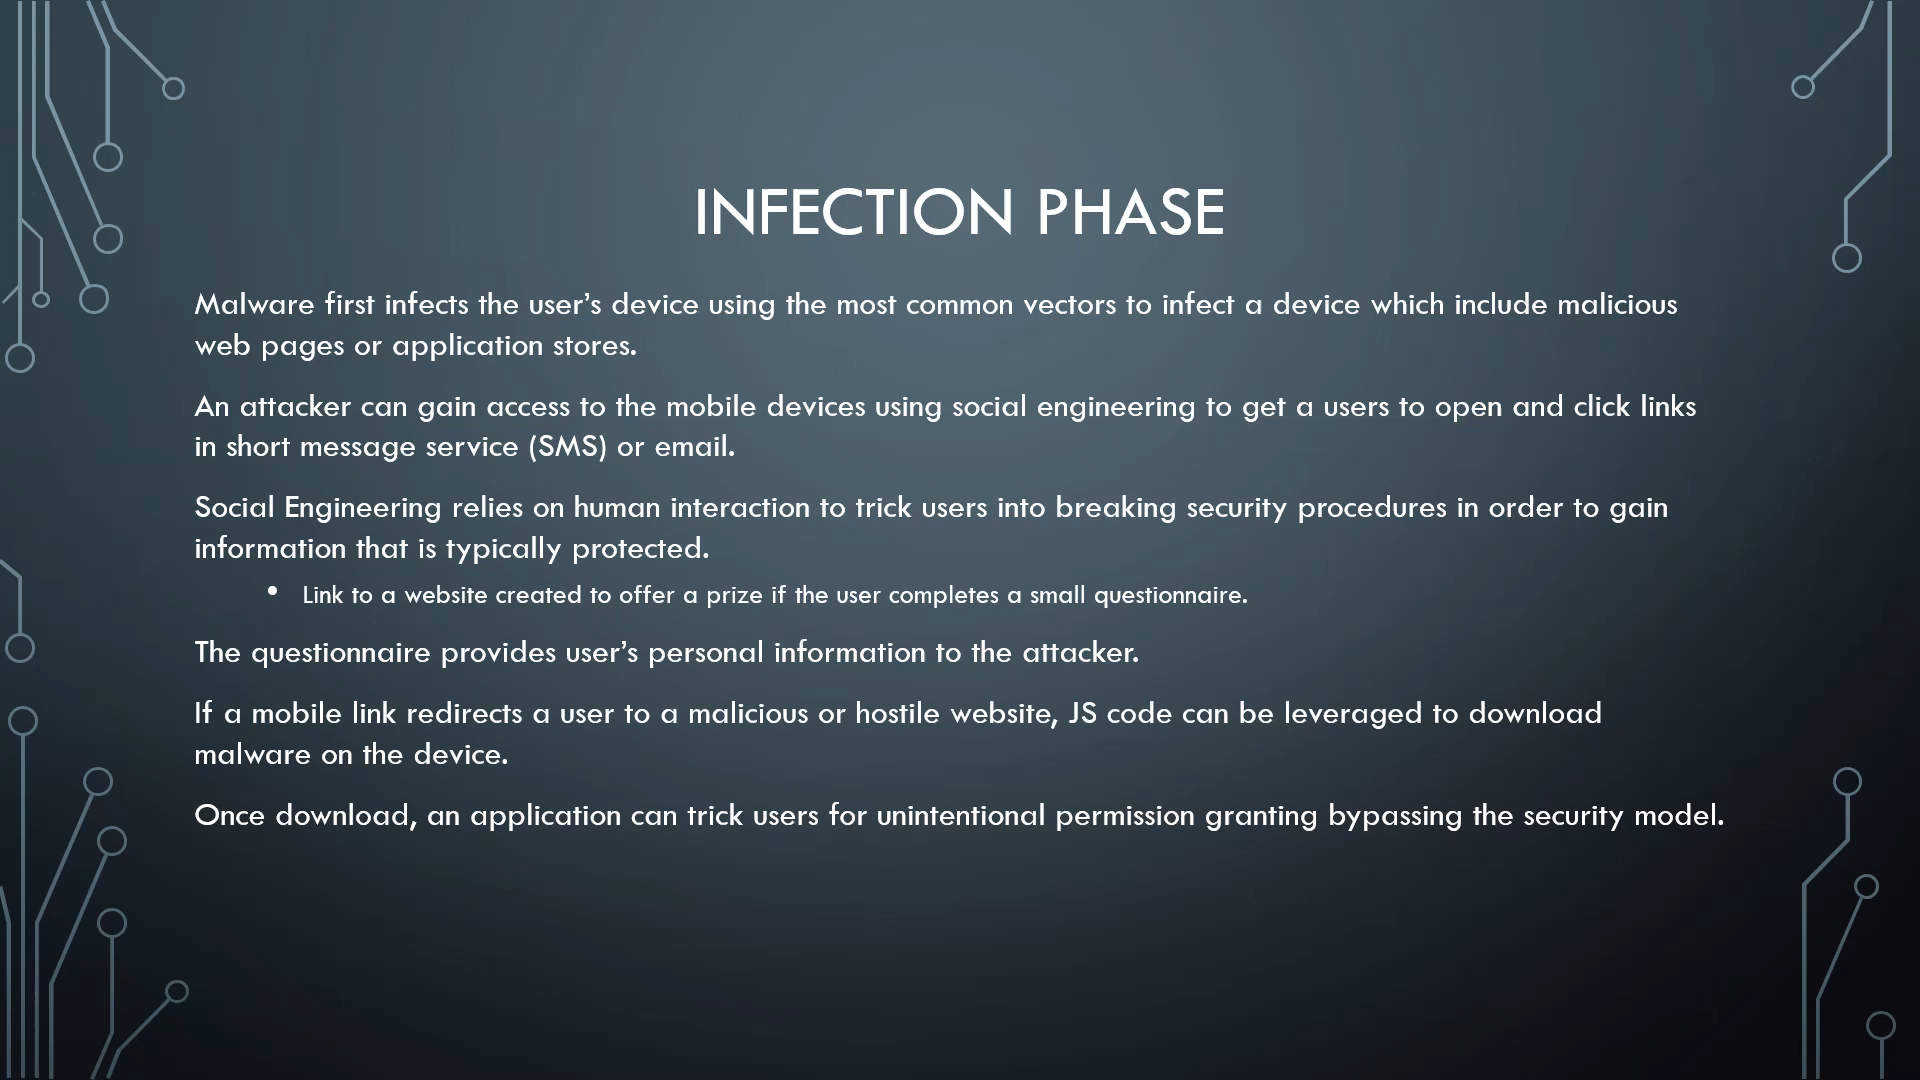 INFECTION PHASE
Malware first infects the user’s device using the most common vectors to infect a device which include malicious
web pages or application stores.
An attacker can gain access to the mobile devices using social engineering to get a users to open and click links
in short message service (SMS) or email.
Social Engineering relies on human interaction to trick users into breaking security procedures in order to gain
information that is typically protected.
• Link to a website created to offer a prize if the user completes a small questionnaire.
The questionnaire provides user’s personal information to the attacker.
If a mobile link redirects a user to a malicious or hostile website, JS code can be leveraged to download
malware on the device.
Once download, an application can trick users for unintentional permission granting bypassing the security model.